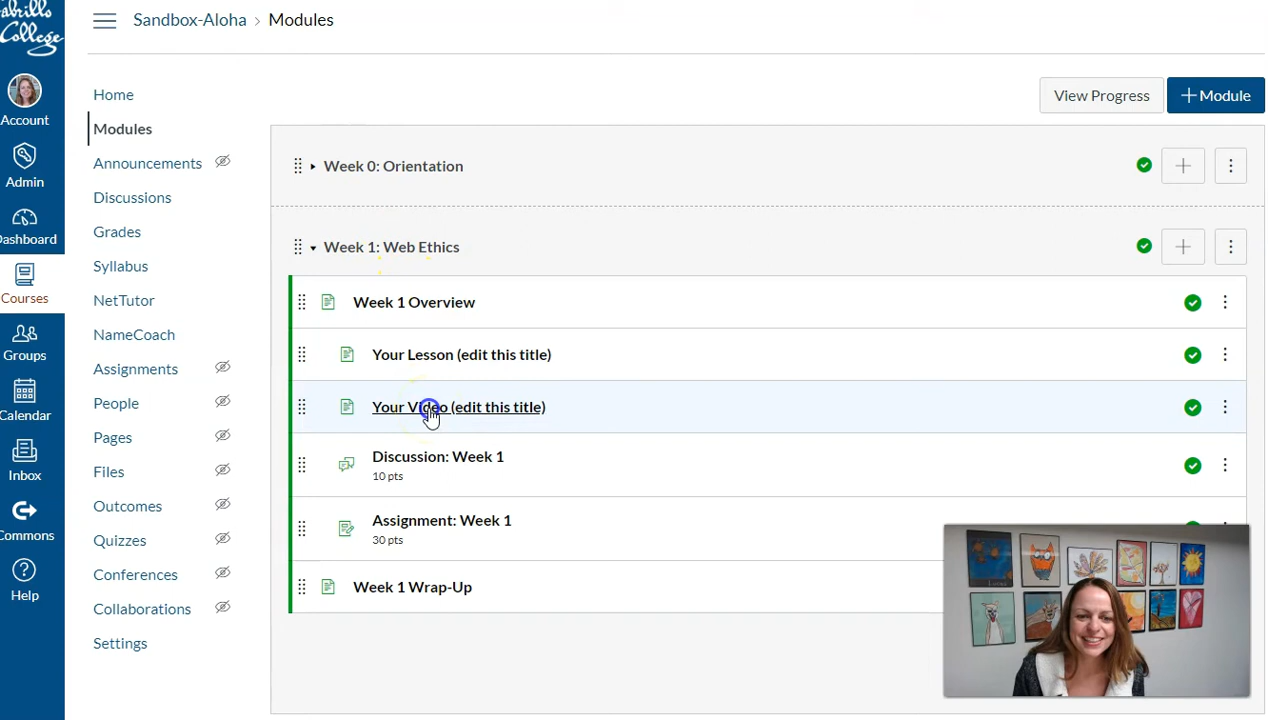 College
Account
Admin
Dashboard
Courses
Groups
Calendar
Inbox
Commons
Help
Sandbox-Aloha › Modules
Home
Modules
Announcements
Discussions
Grades
Syllabus
NetTutor
NameCoach
Assignments
People
Pages
Files
Outcomes
Quizzes
Conferences
Collaborations
Settings
View Progress
+ Module
Week 0: Orientation
Week 1: Web Ethics
Week 1 Overview
Your Lesson (edit this title)
Your Video (edit this title)
Discussion: Week 1
10 pts
Assignment: Week 1
30 pts
Week 1 Wrap-Up